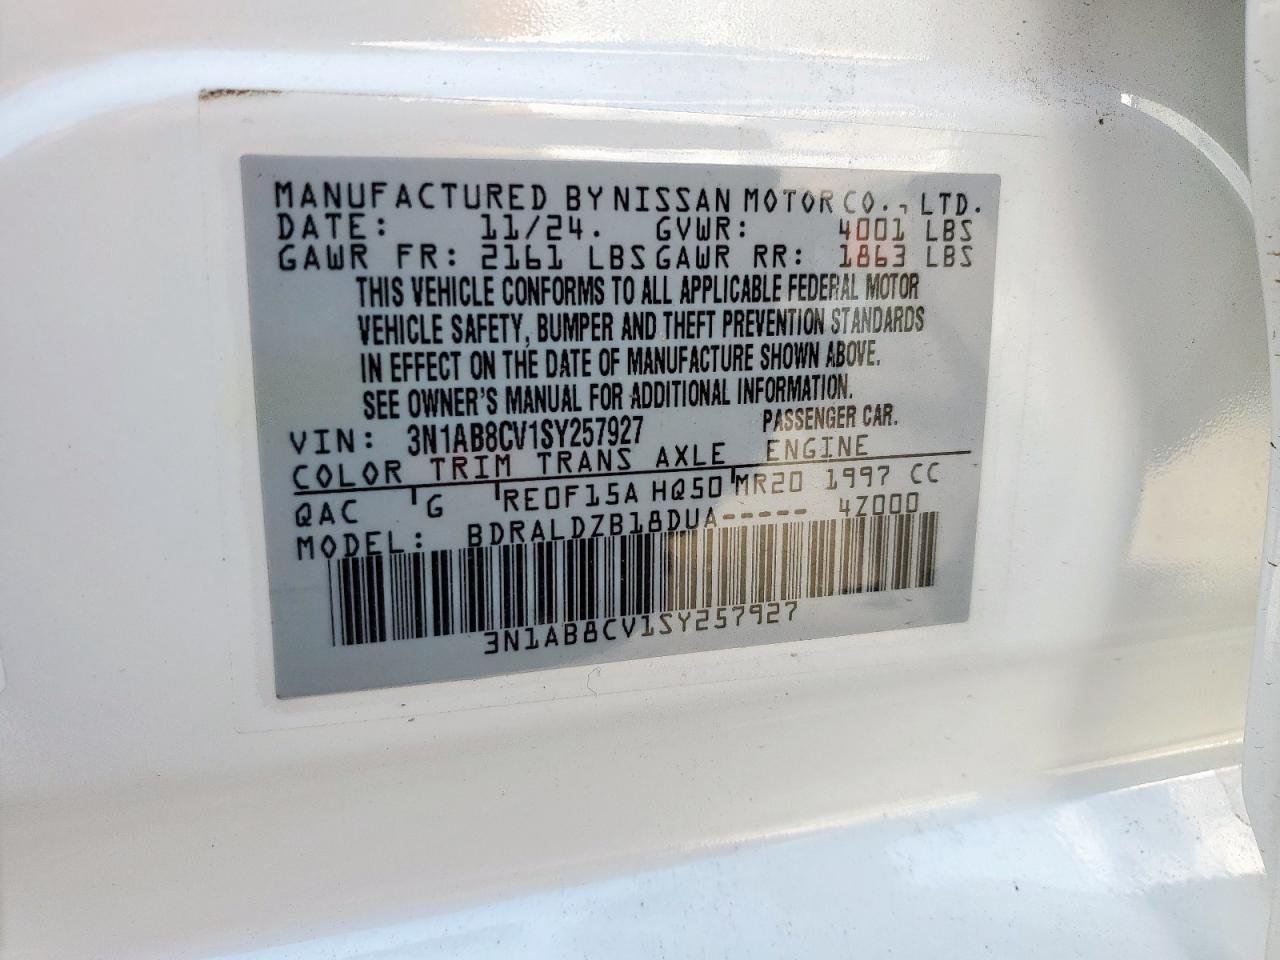 MANUFACTURED BY NISSAN MOTOR CO., LTD.
DATE: 11/24. GVWR: 4001 LBS
GAWR FR: 2161 LBS GAWR RR: 1863 LBS
THIS VEHICLE CONFORMS TO ALL APPLICABLE FEDERAL MOTOR
VEHICLE SAFETY, BUMPER AND THEFT PREVENTION STANDARDS
IN EFFECT ON THE DATE OF MANUFACTURE SHOWN ABOVE.
SEE OWNER'S MANUAL FOR ADDITIONAL INFORMATION.
VIN: 3N1AB8CV1SY257927 PASSENGER CAR.
COLOR TRIM TRANS AXLE ENGINE
QAC G RE0F15A HQ50 MR20 1997 CC
MODEL: BDRALDZB18DUA----- 4Z000
3N1AB8CV1SY257927